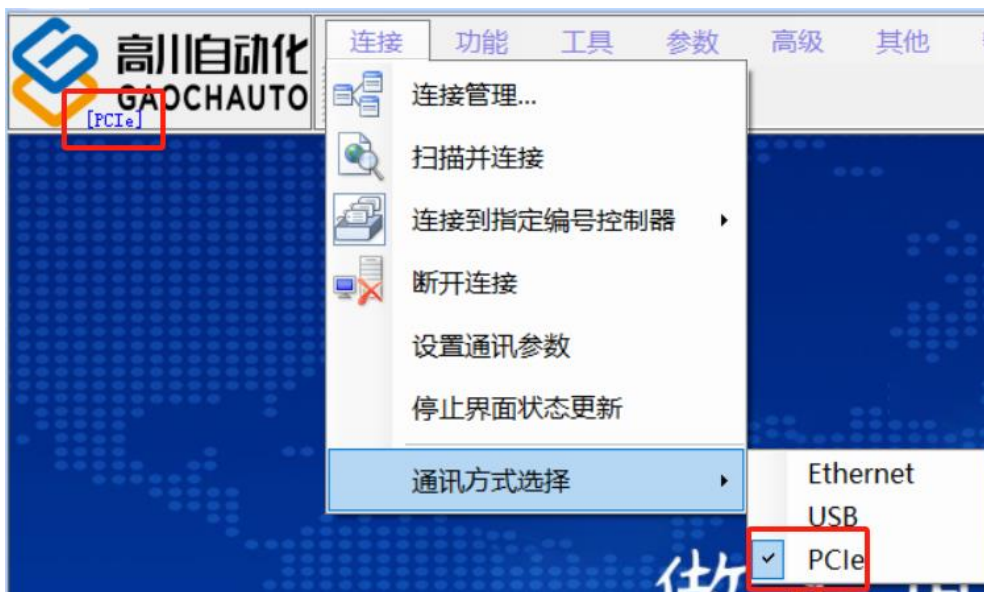 高川自动化
GAOCHAUTO
[PCIe]
连接 功能 工具 参数 高级 其他
连接管理...
扫描并连接
连接到指定编号控制器
断开连接
设置通讯参数
停止界面状态更新
通讯方式选择
Ethernet
USB
PCIe
做